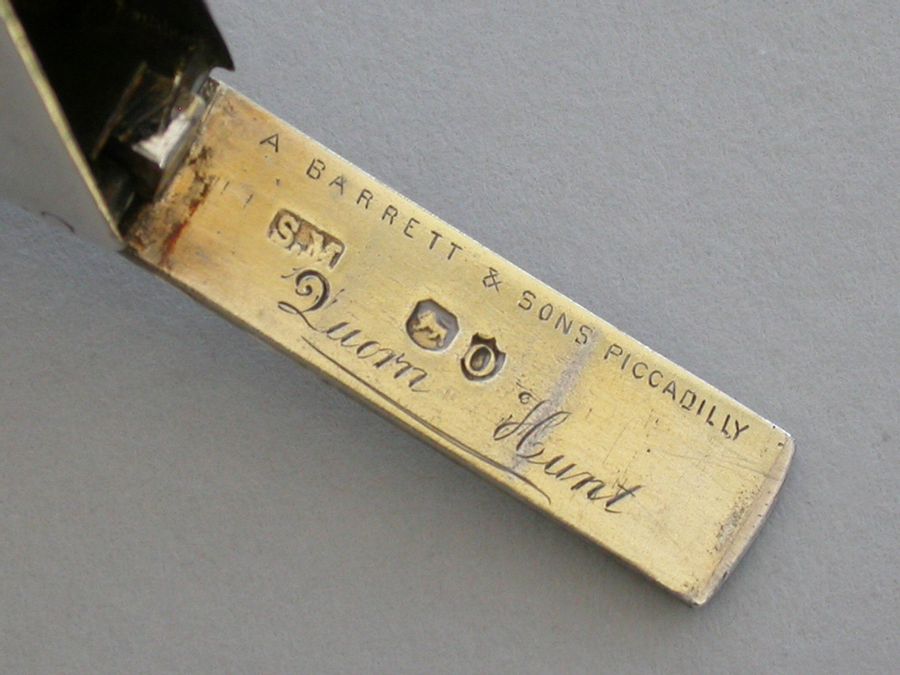 A BARRETT & SONS PICCADILLY
S.M
O
Quorn Hunt